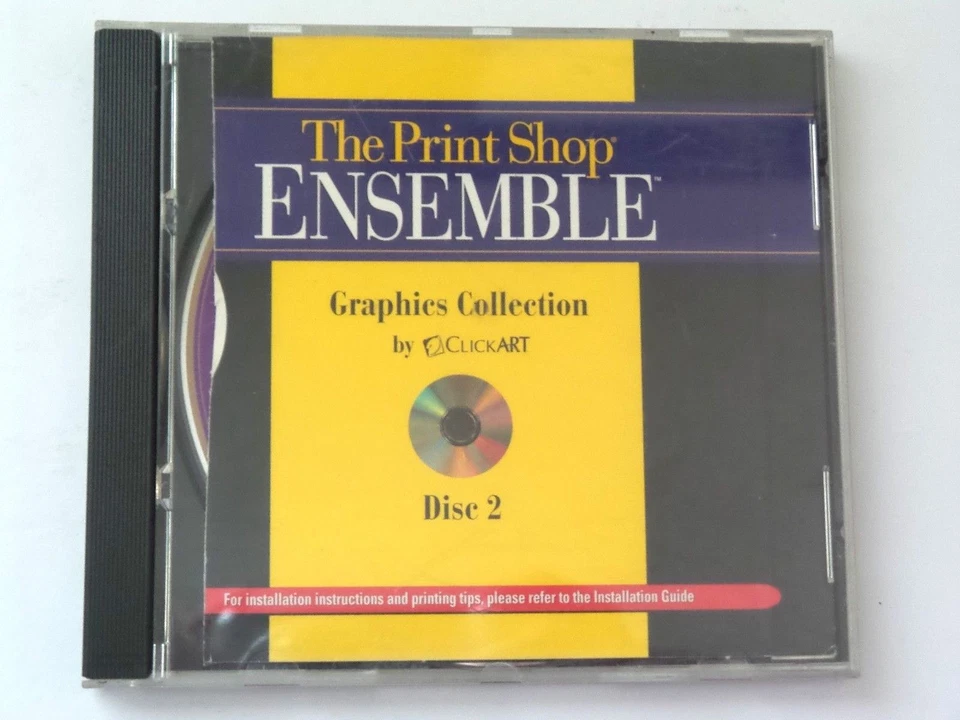 The Print Shop®
ENSEMBLE™
Graphics Collection
by CLICKART
Disc 2
For installation instructions and printing tips, please refer to the Installation Guide